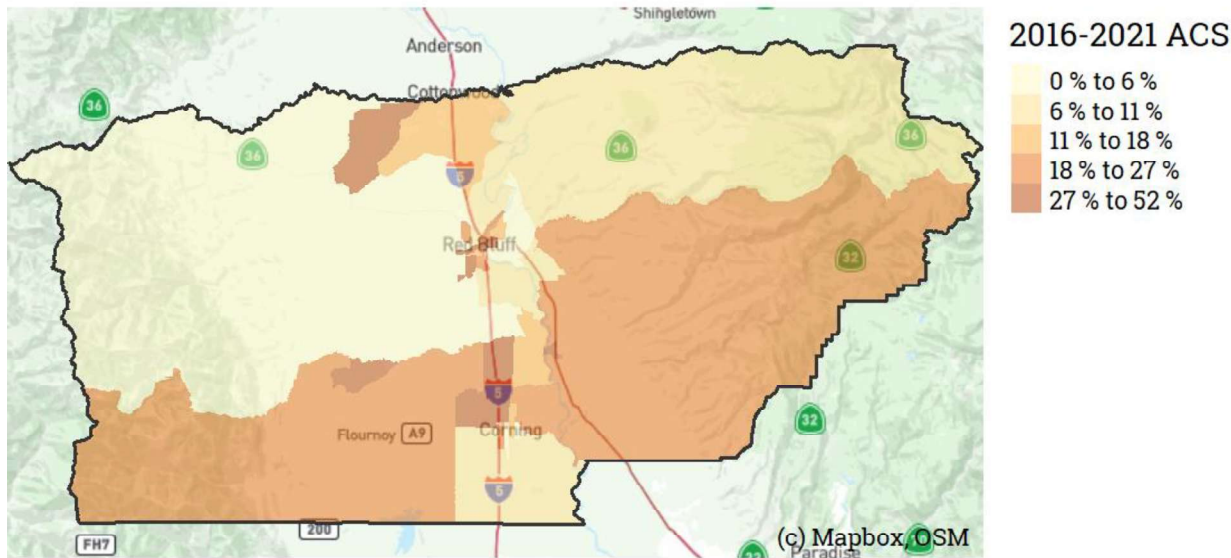 Shingletown
2016-2021 ACS
Anderson
0 % to 6 %
36
Cottonwood
6 % to 11 %
36
36
36
11 % to 18 %
5
18 % to 27 %
27 % to 52 %
Red Bluff
32
5
32
Flournoy A9
Corning
5
200
(c) Mapbox, OSM
FH7
32
Paradise